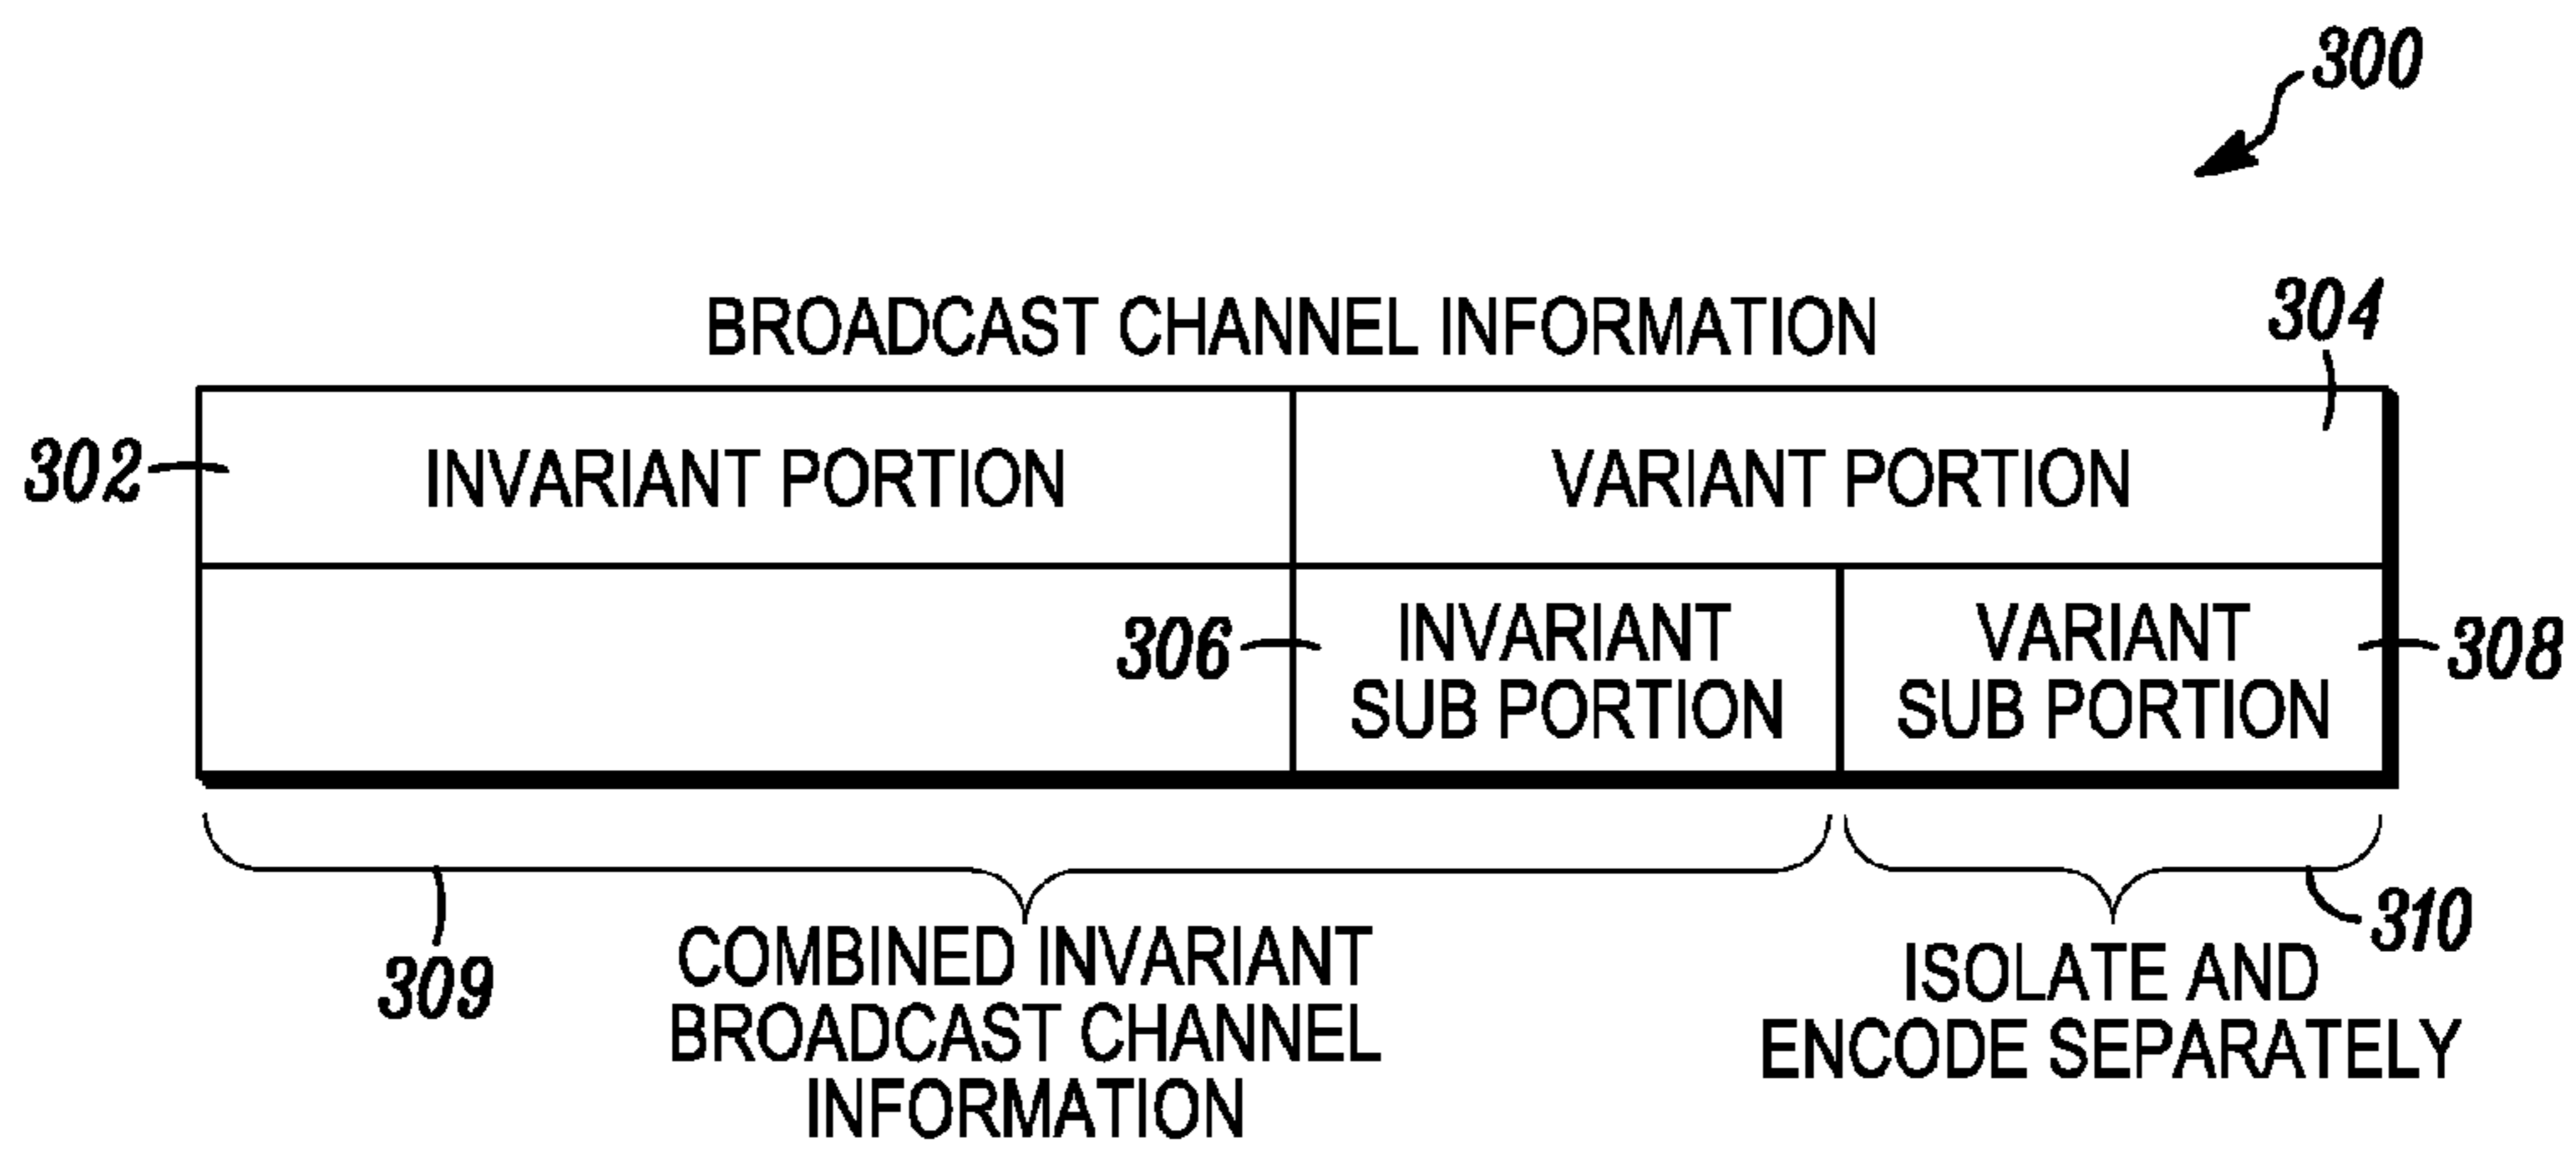 300
BROADCAST CHANNEL INFORMATION
304
302
INVARIANT PORTION
VARIANT PORTION
306
INVARIANT
SUB PORTION
VARIANT
SUB PORTION
308
309
COMBINED INVARIANT
BROADCAST CHANNEL
INFORMATION
310
ISOLATE AND
ENCODE SEPARATELY